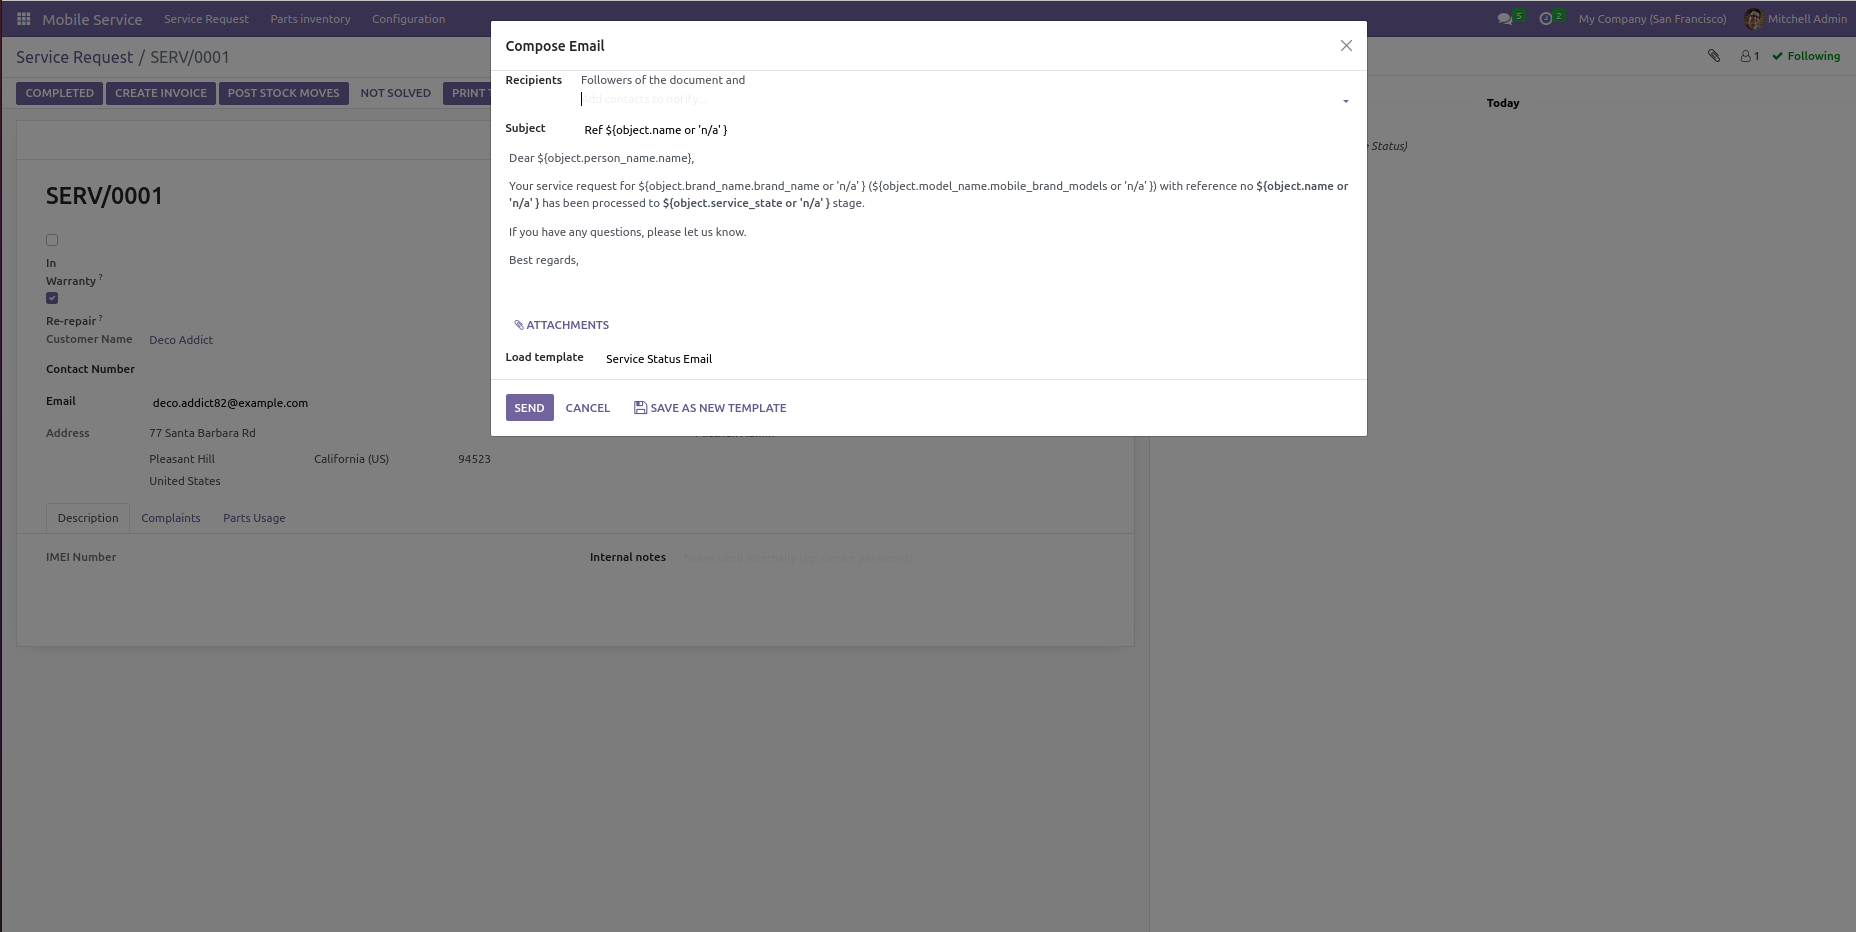 Mobile Service Service Request Parts inventory Configuration 5 2 My Company (San Francisco) Mitchell Admin
Service Request / SERV/0001 1 Following
COMPLETED CREATE INVOICE POST STOCK MOVES NOT SOLVED PRINT
Today
Status)
SERV/0001
In
Warranty ?
Re-repair ?
Customer Name Deco Addict
Contact Number
Email deco.addict82@example.com
Address 77 Santa Barbara Rd
Pleasant Hill California (US) 94523
United States
Description Complaints Parts Usage
IMEI Number Internal notes Notes used internally (eg: device password)
Compose Email
Recipients Followers of the document and
Add contacts to notify...
Subject Ref ${object.name or 'n/a' }
Dear ${object.person_name.name},
Your service request for ${object.brand_name.brand_name or 'n/a' } (${object.model_name.mobile_brand_models or 'n/a' }) with reference no ${object.name or
'n/a' } has been processed to ${object.service_state or 'n/a' } stage.
If you have any questions, please let us know.
Best regards,
ATTACHMENTS
Load template Service Status Email
SEND CANCEL SAVE AS NEW TEMPLATE